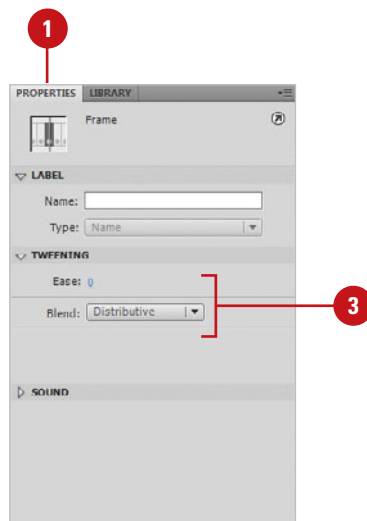 1
PROPERTIES LIBRARY
Frame
LABEL
Name:
Type: Name
TWEENING
Ease: 0
Blend: Distributive
3
SOUND